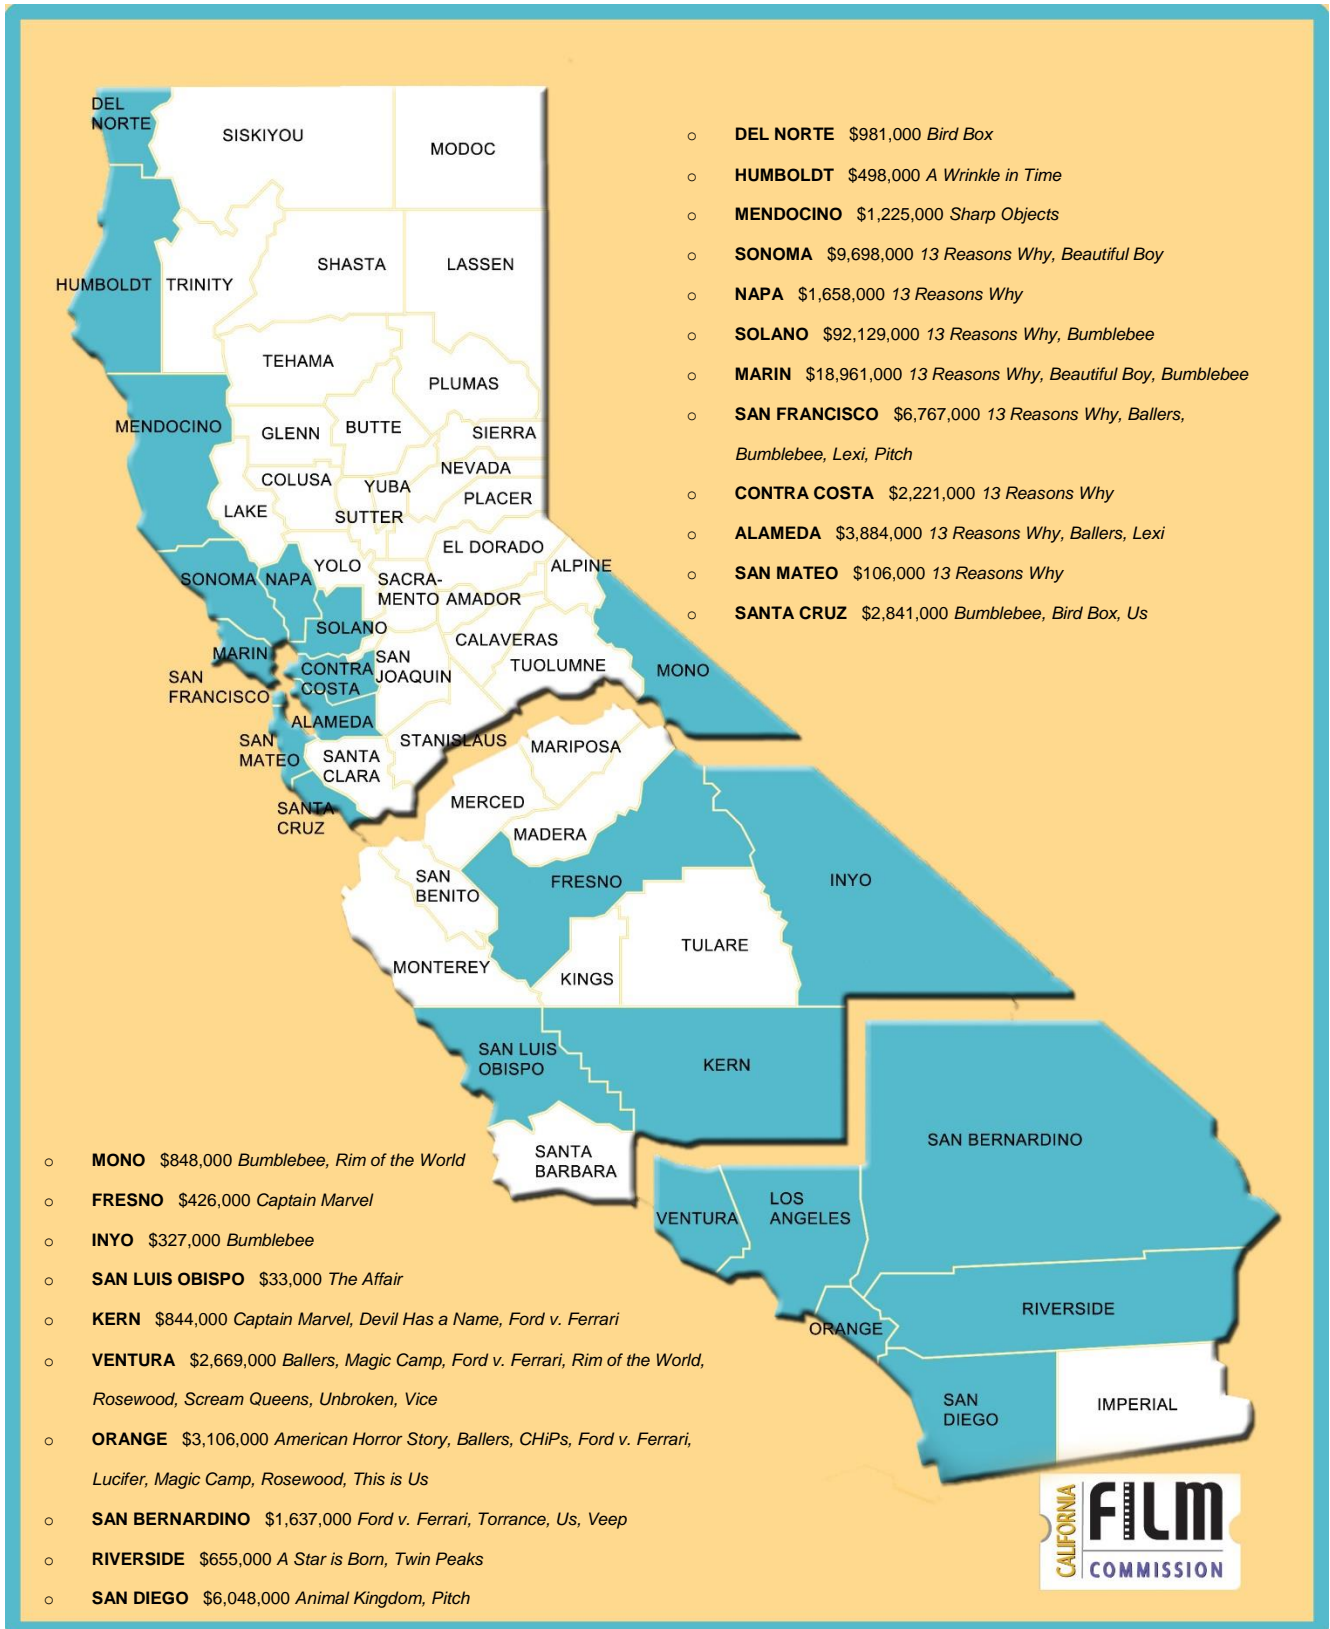 DEL
NORTE
SISKIYOU
MODOC
HUMBOLDT
TRINITY
SHASTA
LASSEN
TEHAMA
PLUMAS
MENDOCINO
GLENN
BUTTE
SIERRA
COLUSA
YUBA
NEVADA
PLACER
LAKE
SUTTER
SONOMA
NAPA
YOLO
SACRA-
MENTO
EL DORADO
AMADOR
ALPINE
SOLANO
CALAVERAS
MARIN
CONTRA
COSTA
SAN
JOAQUIN
TUOLUMNE
MONO
SAN
FRANCISCO
ALAMEDA
STANISLAUS
SAN
MATEO
SANTA
CLARA
SANTA
CRUZ
MARIPOSA
MERCED
MADERA
SAN
BENITO
FRESNO
INYO
MONTEREY
KINGS
TULARE
SAN LUIS
OBISPO
KERN
SANTA
BARBARA
VENTURA
LOS
ANGELES
SAN BERNARDINO
ORANGE
RIVERSIDE
SAN
DIEGO
IMPERIAL
o DEL NORTE $981,000 Bird Box
o HUMBOLDT $498,000 A Wrinkle in Time
o MENDOCINO $1,225,000 Sharp Objects
o SONOMA $9,698,000 13 Reasons Why, Beautiful Boy
o NAPA $1,658,000 13 Reasons Why
o SOLANO $92,129,000 13 Reasons Why, Bumblebee
o MARIN $18,961,000 13 Reasons Why, Beautiful Boy, Bumblebee
o SAN FRANCISCO $6,767,000 13 Reasons Why, Ballers,
Bumblebee, Lexi, Pitch
o CONTRA COSTA $2,221,000 13 Reasons Why
o ALAMEDA $3,884,000 13 Reasons Why, Ballers, Lexi
o SAN MATEO $106,000 13 Reasons Why
o SANTA CRUZ $2,841,000 Bumblebee, Bird Box, Us
o MONO $848,000 Bumblebee, Rim of the World
o FRESNO $426,000 Captain Marvel
o INYO $327,000 Bumblebee
o SAN LUIS OBISPO $33,000 The Affair
o KERN $844,000 Captain Marvel, Devil Has a Name, Ford v. Ferrari
o VENTURA $2,669,000 Ballers, Magic Camp, Ford v. Ferrari, Rim of the World,
Rosewood, Scream Queens, Unbroken, Vice
o ORANGE $3,106,000 American Horror Story, Ballers, CHiPs, Ford v. Ferrari,
Lucifer, Magic Camp, Rosewood, This is Us
o SAN BERNARDINO $1,637,000 Ford v. Ferrari, Torrance, Us, Veep
o RIVERSIDE $655,000 A Star is Born, Twin Peaks
o SAN DIEGO $6,048,000 Animal Kingdom, Pitch
CALIFORNIA
FILM
COMMISSION